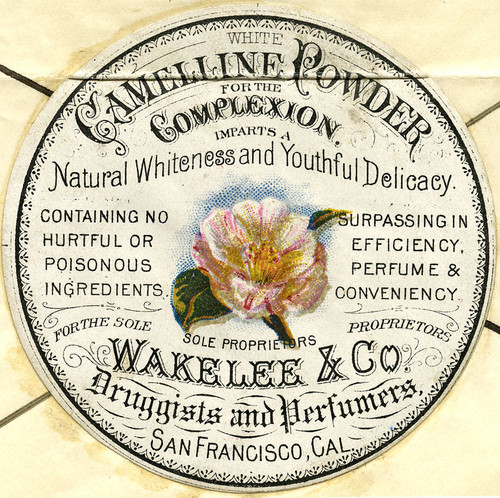 WHITE
CAMELLINE POWDER
FOR THE
COMPLEXION.
IMPARTS A
Natural Whiteness and Youthful Delicacy.
CONTAINING NO
HURTFUL OR
POISONOUS
INGREDIENTS.
SURPASSING IN
EFFICIENCY,
PERFUME &
CONVENIENCY
FOR THE SOLE PROPRIETORS
SOLE PROPRIETORS
WAKELEE & CO.
Druggists and Perfumers,
SAN FRANCISCO, CAL.